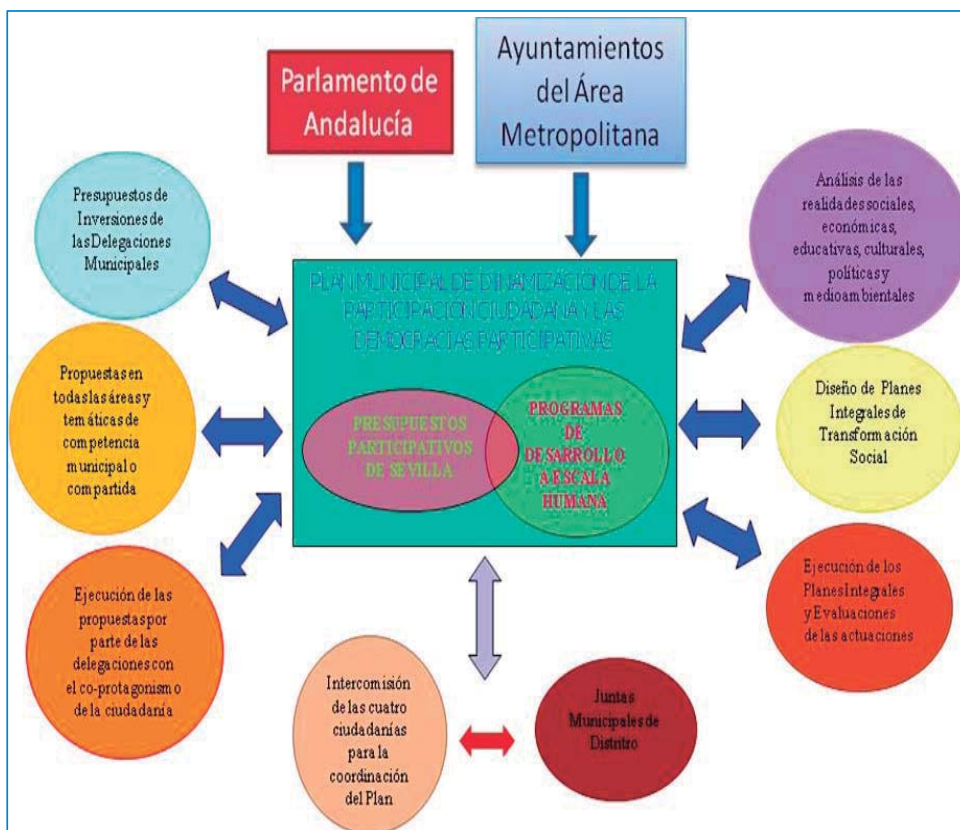 Parlamento de
Andalucía
Ayuntamientos
del Área
Metropolitana
Presupuestos de
Inversiones de
las Delegaciones
Municipales
Análisis de las
realidades sociales,
económicas,
educativas, culturales,
políticas y
medioambientales
PLAN MUNICIPAL DE DINAMIZACIÓN DE LA
PARTICIPACIÓN CIUDADANA Y LAS
DEMOCRACIAS PARTICIPATIVAS
Propuestas en
todas las áreas y
temáticas de
competencia
municipal o
compartida
PRESUPUESTOS
PARTICIPATIVOS
DE SEVILLA
PROGRAMAS
DE
DESARROLLO
A ESCALA
HUMANA
Diseño de Planes
Integrales de
Transformación
Social
Ejecución de las
propuestas por
parte de las
delegaciones con
el co-protagonismo
de la ciudadanía
Ejecución de los
Planes Integrales
y Evaluaciones
de las actuaciones
Intercomisión
de las cuatro
ciudadanías
para la
coordinación
del Plan
Juntas
Municipales de
Distritro